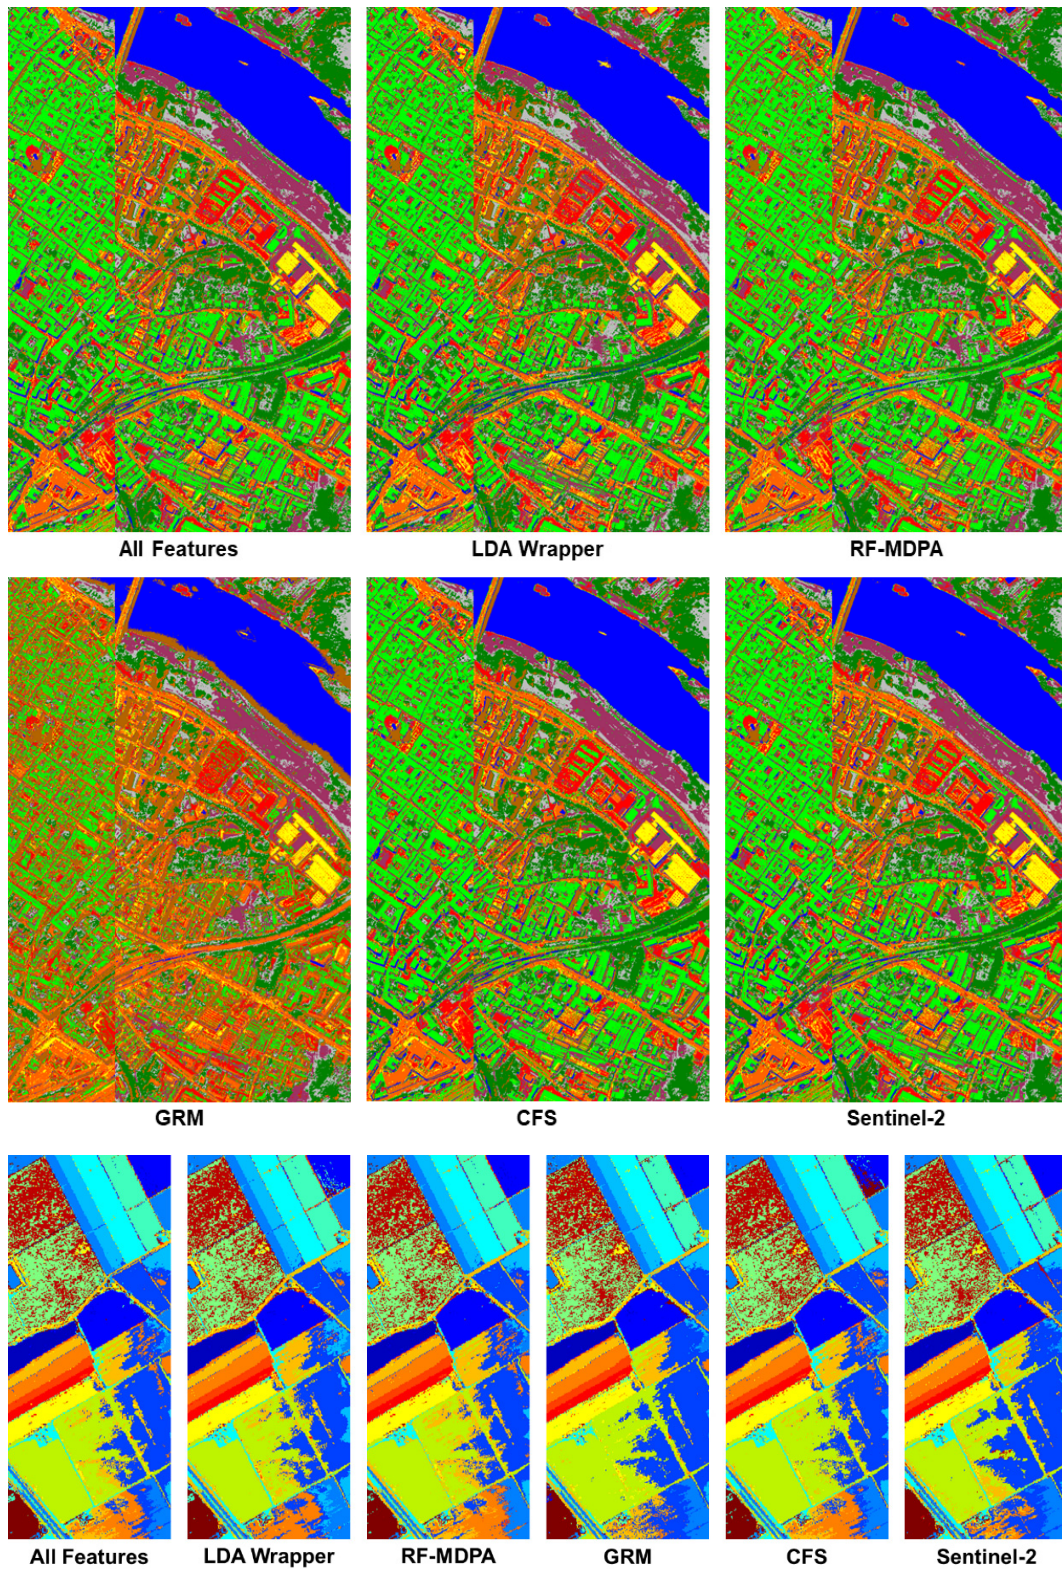 All Features LDA Wrapper RF-MDPA
GRM CFS Sentinel-2
All Features LDA Wrapper RF-MDPA GRM CFS Sentinel-2